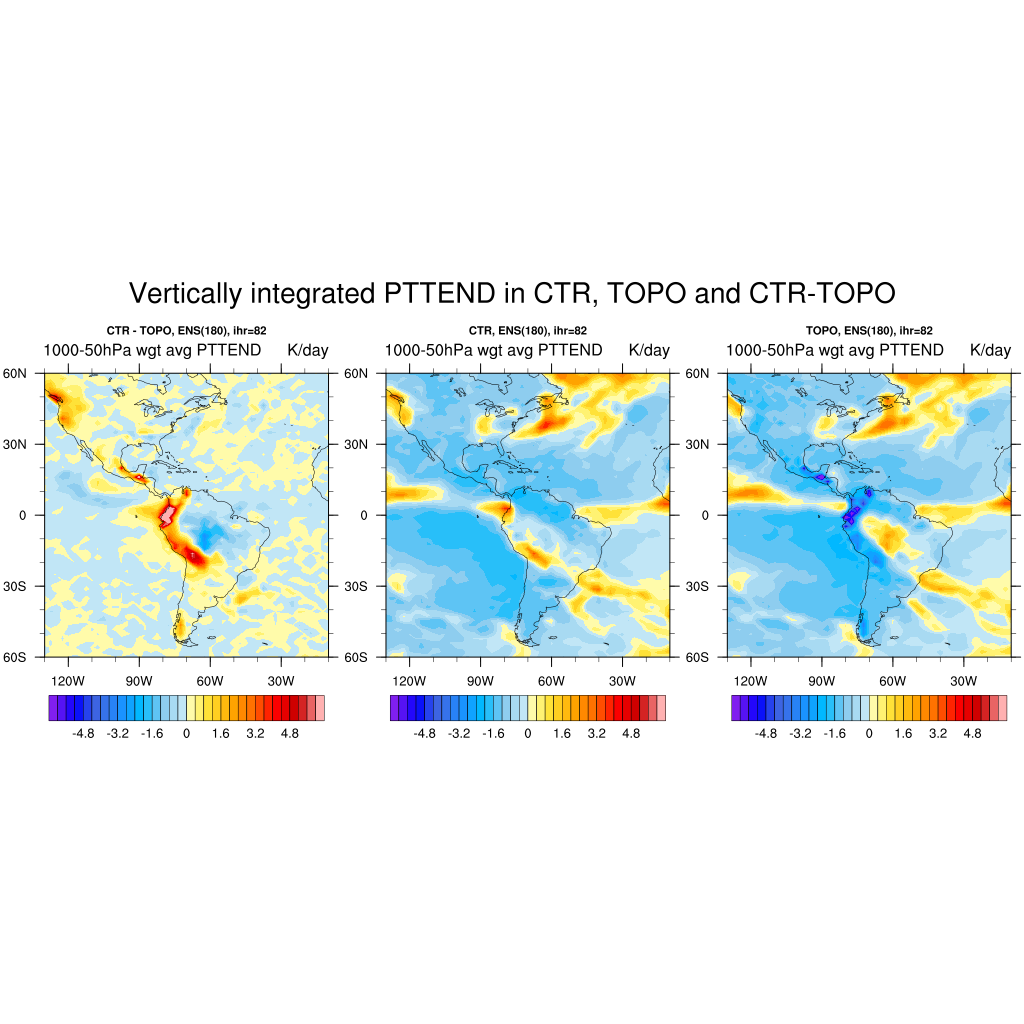 Vertically integrated PTTEND in CTR, TOPO and CTR-TOPO
CTR - TOPO, ENS(180), ihr=82
1000-50hPa wgt avg PTTEND K/day
60N
30N
0
30S
60S
120W 90W 60W 30W
-4.8 -3.2 -1.6 0 1.6 3.2 4.8
CTR, ENS(180), ihr=82
1000-50hPa wgt avg PTTEND K/day
60N
30N
0
30S
60S
120W 90W 60W 30W
-4.8 -3.2 -1.6 0 1.6 3.2 4.8
TOPO, ENS(180), ihr=82
1000-50hPa wgt avg PTTEND K/day
60N
30N
0
30S
60S
120W 90W 60W 30W
-4.8 -3.2 -1.6 0 1.6 3.2 4.8